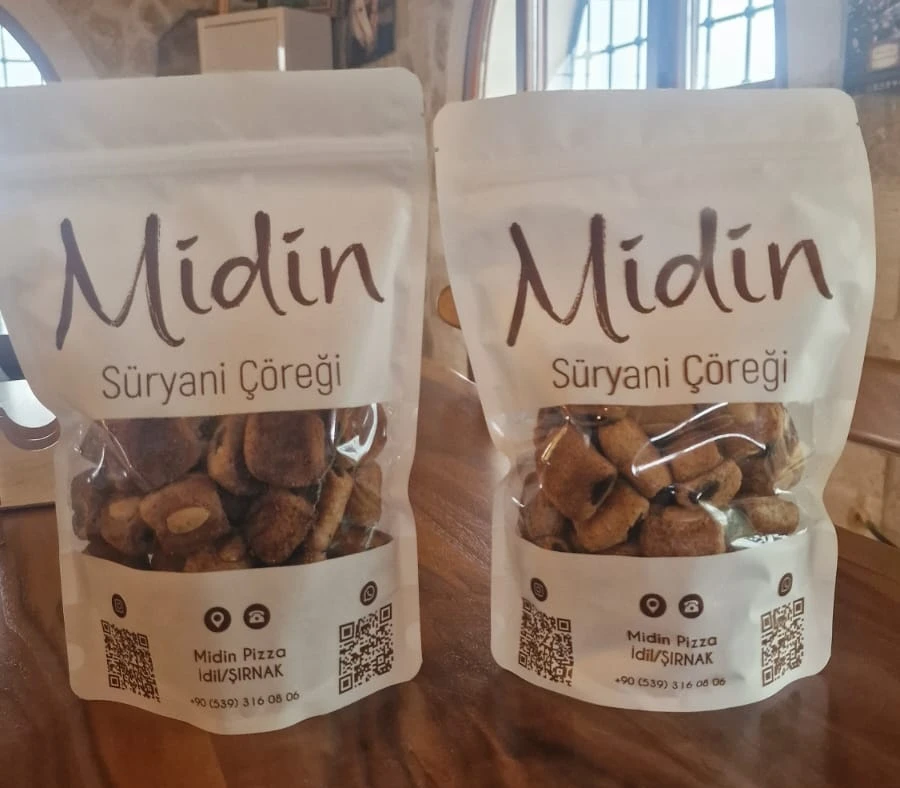 Midin
Süryani Çöreği
Midin Pizza
İdil/ŞIRNAK
+90 (539) 316 08 06
Midin
Süryani Çöreği
Midin Pizza
İdil/ŞIRNAK
+90 (539) 316 08 06